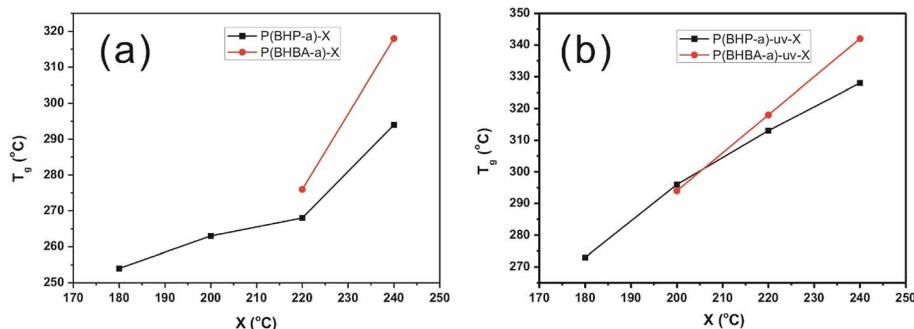 (a)
P(BHP-a)-X
P(BHBA-a)-X
320
310
300
290
280
270
260
250
Tg (°C)
170 180 190 200 210 220 230 240 250
X (°C)
(b)
P(BHP-a)-uv-X
P(BHBA-a)-uv-X
350
340
330
320
310
300
290
280
270
Tg (°C)
170 180 190 200 210 220 230 240 250
X (°C)